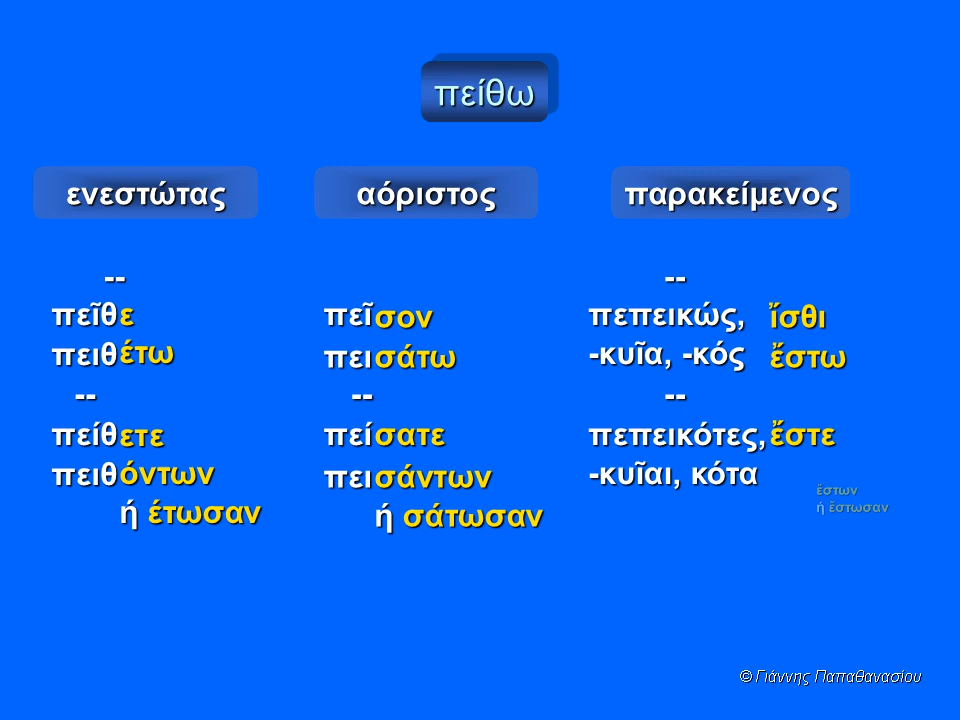 πείθω
ενεστώτας
--
πεῖθε
πειθέτω
--
πείθετε
πειθόντων
ή έτωσαν
αόριστος
πεῖσον
πεισάτω
--
πείσατε
πεισάντων
ή σάτωσαν
παρακείμενος
--
πεπεικώς, ἴσθι
-κυῖα, -κός ἔστω
--
πεπεικότες, ἔστε
-κυῖαι, κότα
ἔστων
ή ἔστωσαν
© Γιάννης Παπαθανασίου